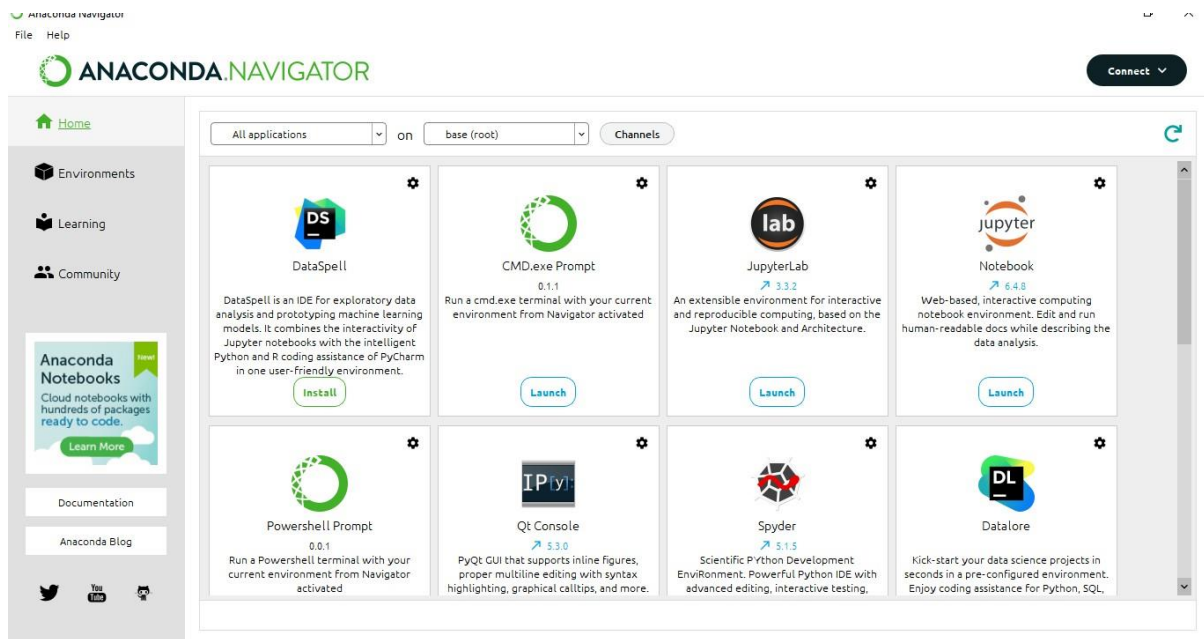 Anaconda Navigator
File Help
ANACONDA.NAVIGATOR
Connect
Home
Environments
Learning
Community
Anaconda
Notebooks
New!
Cloud notebooks with
hundreds of packages
ready to code.
Learn More
Documentation
Anaconda Blog
You
Tube
All applications on base (root) Channels
DS
DataSpell
DataSpell is an IDE for exploratory data
analysis and prototyping machine learning
models. It combines the interactivity of
Jupyter notebooks with the intelligent
Python and R coding assistance of PyCharm
in one user-friendly environment.
Install
CMD.exe Prompt
0.1.1
Run a cmd.exe terminal with your current
environment from Navigator activated
Launch
lab
JupyterLab
3.3.2
An extensible environment for interactive
and reproducible computing, based on the
Jupyter Notebook and Architecture.
Launch
jupyter
Notebook
6.4.8
Web-based, interactive computing
notebook environment. Edit and run
human-readable docs while describing the
data analysis.
Launch
Powershell Prompt
0.0.1
Run a Powershell terminal with your
current environment from Navigator
activated
IP[y]:
Qt Console
5.3.0
PyQt GUI that supports inline figures,
proper multiline editing with syntax
highlighting, graphical calltips, and more.
Spyder
5.1.5
Scientific PYthon Development
EnviRonment. Powerful Python IDE with
advanced editing, interactive testing,
DL
Datalore
Kick-start your data science projects in
seconds in a pre-configured environment.
Enjoy coding assistance for Python, SQL,